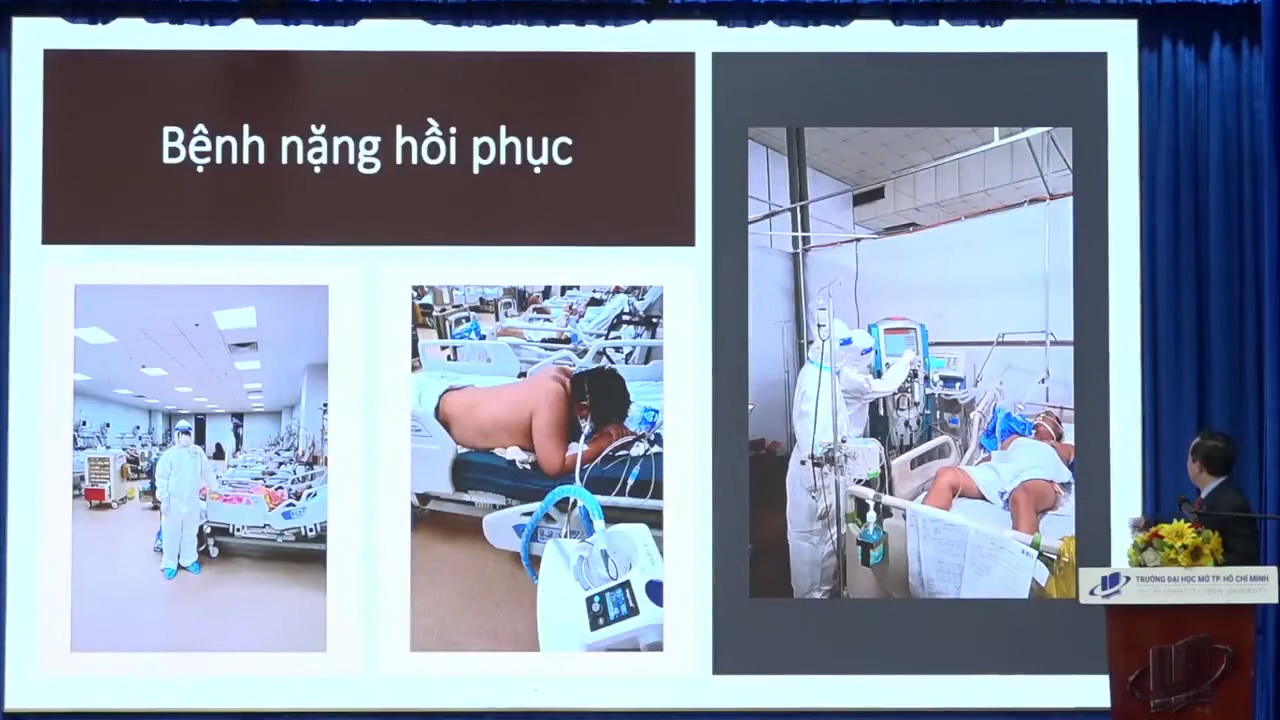 Bệnh nặng hồi phục
TRƯỜNG ĐẠI HỌC MỞ TP. HỒ CHÍ MINH